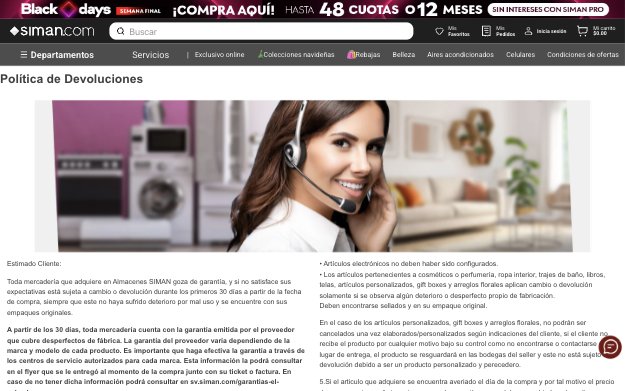 Black days SEMANA FINAL ¡COMPRA AQUÍ! HASTA 48 CUOTAS O 12 MESES SIN INTERESES CON SIMAN PRO
siman.com Buscar Mis Favoritos Mis Pedidos Inicia sesión Mi carrito $0.00
Departamentos Servicios | Exclusivo online Colecciones navideñas Rebajas Belleza Aires acondicionados Celulares Condiciones de ofertas
Política de Devoluciones
Estimado Cliente:
Toda mercadería que adquiere en Almacenes SIMAN goza de garantía, y si no satisface sus
expectativas está sujeta a cambio o devolución durante los primeros 30 días a partir de la fecha
de compra, siempre que este no haya sufrido deterioro por mal uso y se encuentre con sus
empaques originales.
A partir de los 30 días, toda mercadería cuenta con la garantía emitida por el proveedor
que cubre desperfectos de fábrica. La garantía del proveedor varía dependiendo de la
marca y modelo de cada producto. Es importante que haga efectiva la garantía a través de
los centros de servicio autorizados para cada marca. Esta información la podrá consultar
en el flyer que se le entregó al momento de la compra junto con su ticket o factura. En
caso de no tener dicha información podrá consultar en sv.siman.com/garantias-el-
• Artículos electrónicos no deben haber sido configurados.
• Los artículos pertenecientes a cosméticos o perfumería, ropa interior, trajes de baño, libros,
telas, artículos personalizados, gift boxes y arreglos florales aplican cambio o devolución
solamente si se observa algún deterioro o desperfecto propio de fabricación.
Deben encontrarse sellados y en su empaque original.
En el caso de los artículos personalizados, gift boxes y arreglos florales, no podrán ser
cancelados una vez elaborados/personalizados según indicaciones del cliente, si el cliente no
recibe el producto por cualquier motivo bajo su control como no encontrarse o contactarse
lugar de entrega, el producto se resguardará en las bodegas del seller y este no está sujeto
devolución debido a ser un producto personalizado y perecedero.
5.Si el artículo que adquiere se encuentra averiado el día de la compra y por tal motivo le precio